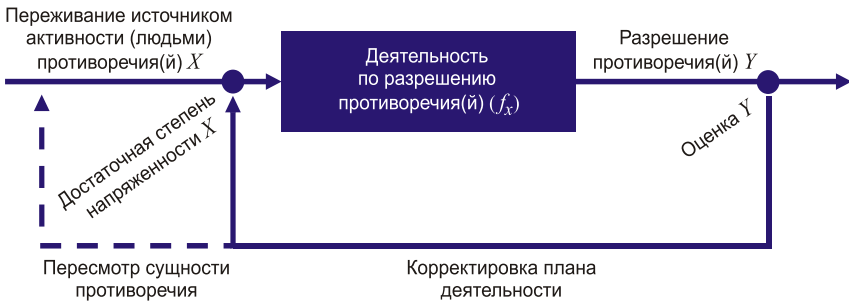 Переживание источником
активности (людьми)
противоречия(й) X
Деятельность
по разрешению
противоречия(й) (fx)
Разрешение
противоречия(й) Y
Достаточная степень
напряженности X
Оценка Y
Пересмотр сущности
противоречия
Корректировка плана
деятельности